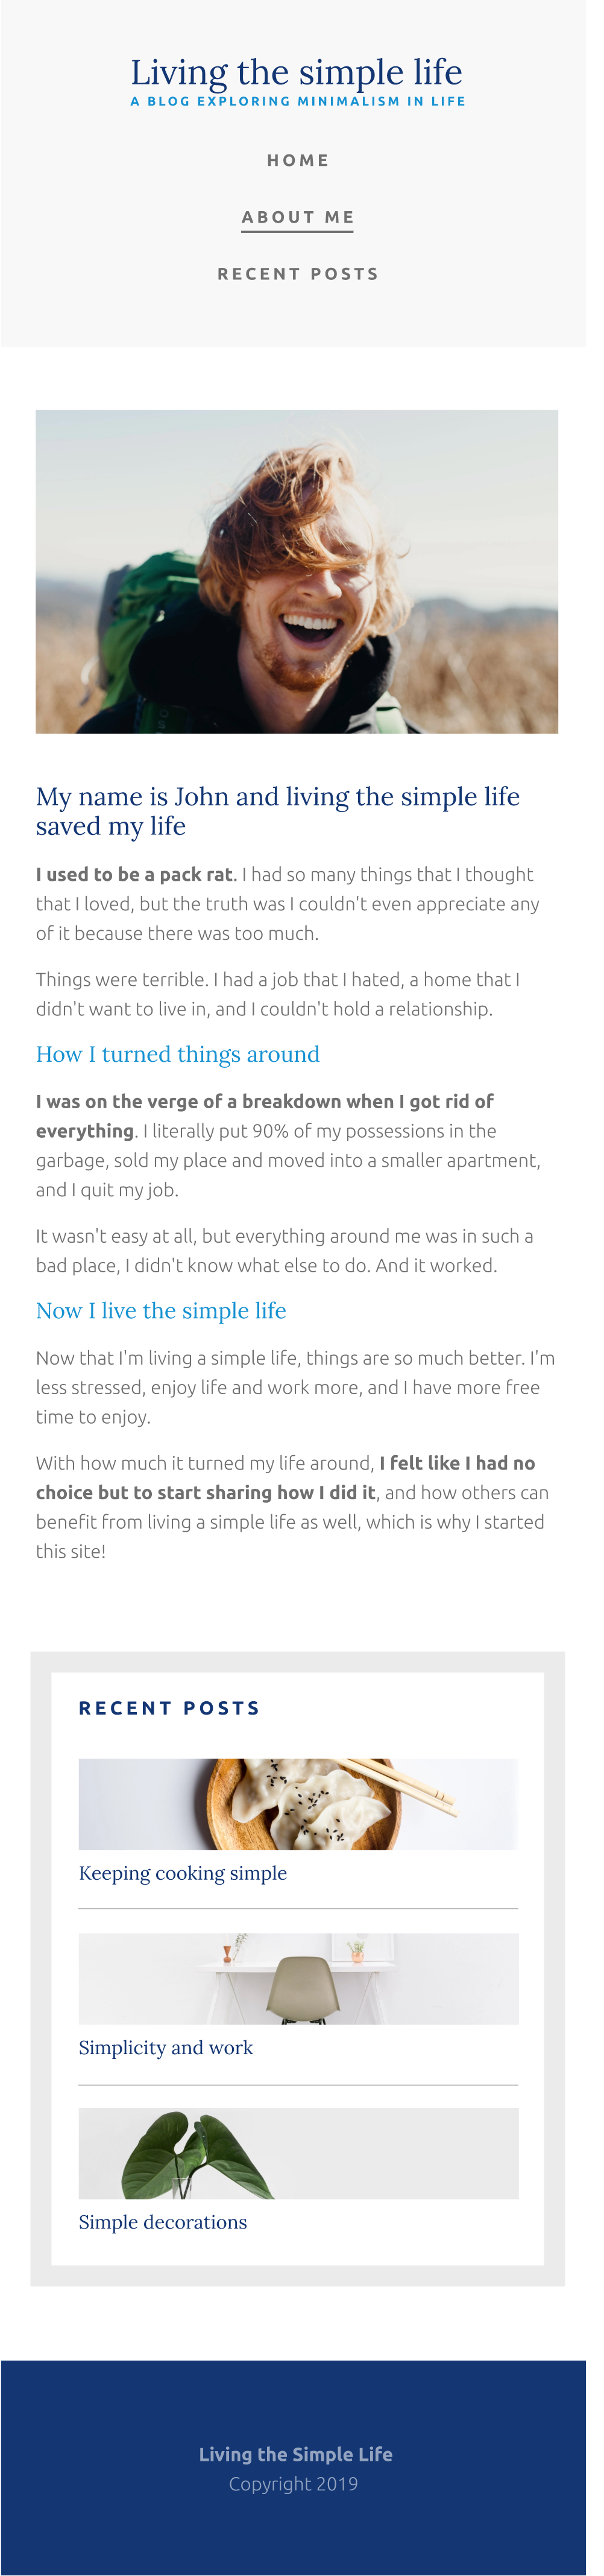 Living the simple life
A BLOG EXPLORING MINIMALISM IN LIFE
HOME
ABOUT ME
RECENT POSTS
My name is John and living the simple life
saved my life
I used to be a pack rat. I had so many things that I thought
that I loved, but the truth was I couldn't even appreciate any
of it because there was too much.
Things were terrible. I had a job that I hated, a home that I
didn't want to live in, and I couldn't hold a relationship.
How I turned things around
I was on the verge of a breakdown when I got rid of
everything. I literally put 90% of my possessions in the
garbage, sold my place and moved into a smaller apartment,
and I quit my job.
It wasn't easy at all, but everything around me was in such a
bad place, I didn't know what else to do. And it worked.
Now I live the simple life
Now that I'm living a simple life, things are so much better. I'm
less stressed, enjoy life and work more, and I have more free
time to enjoy.
With how much it turned my life around, I felt like I had no
choice but to start sharing how I did it, and how others can
benefit from living a simple life as well, which is why I started
this site!
RECENT POSTS
Keeping cooking simple
Simplicity and work
Simple decorations
Living the Simple Life
Copyright 2019